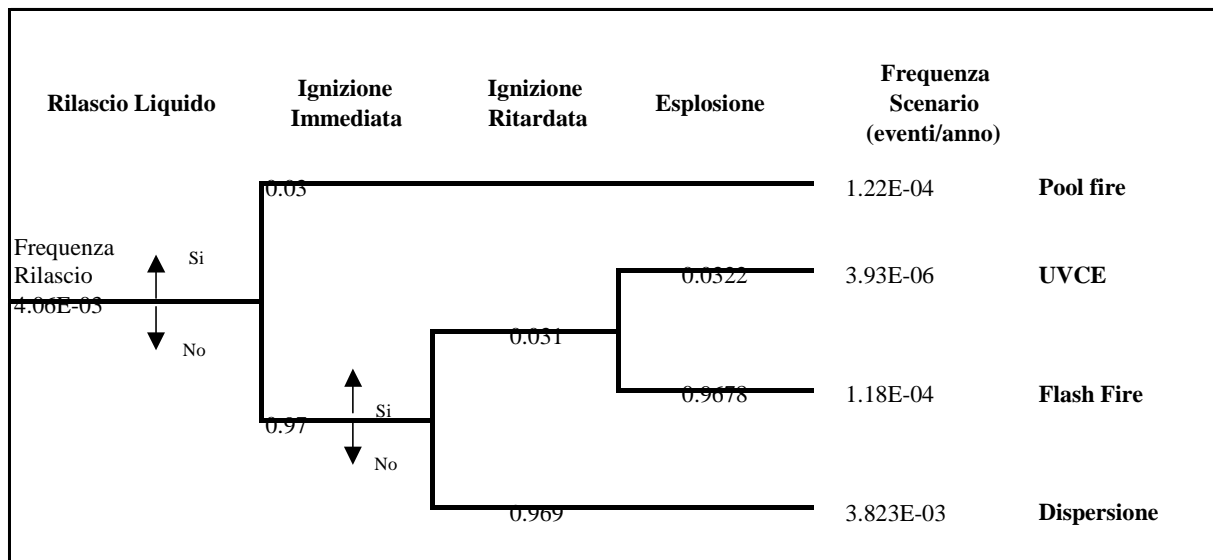 Rilascio Liquido
Ignizione
Immediata
Ignizione
Ritardata
Esplosione
Frequenza
Scenario
(eventi/anno)
0.03
1.22E-04
Pool fire
Frequenza
Rilascio
4.06E-03
Si
No
0.0322
3.93E-06
UVCE
0.031
0.9678
1.18E-04
Flash Fire
0.97
Si
No
0.969
3.823E-03
Dispersione